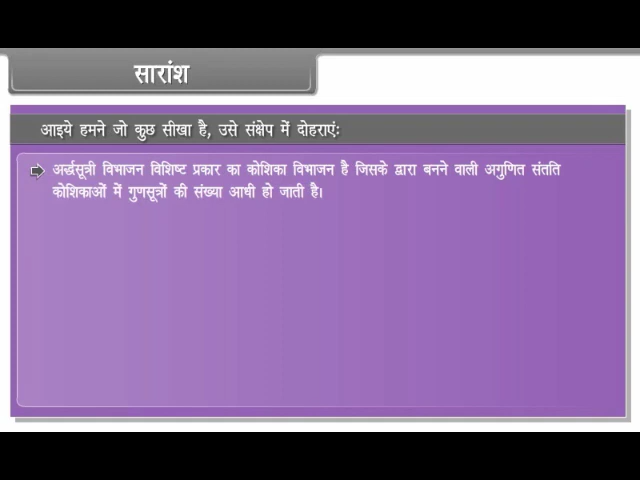 सारांश
आइये हमने जो कुछ सीखा है, उसे संक्षेप में दोहराएं:
अर्द्धसूत्री विभाजन विशिष्ट प्रकार का कोशिका विभाजन है जिसके द्वारा बनने वाली अगुणित संतति
कोशिकाओं में गुणसूत्रों की संख्या आधी हो जाती है।